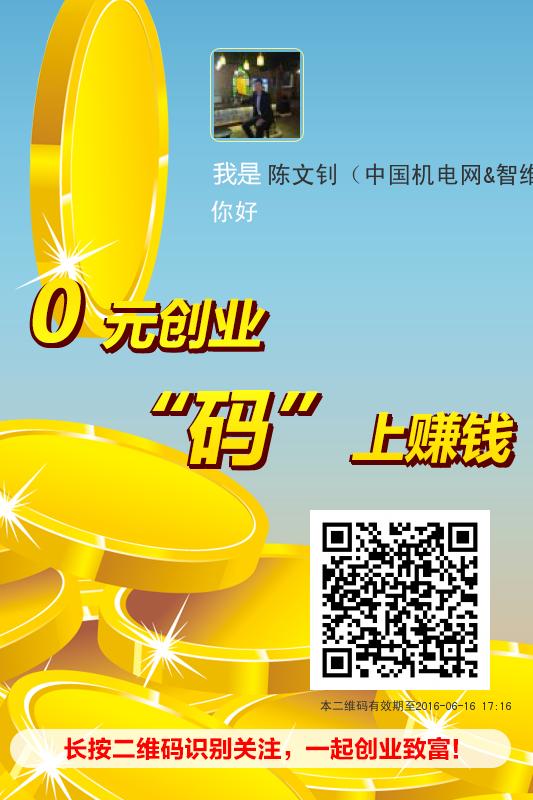 我是 陈文钊（中国机电网&智维
你好
0 元创业
“码” 上赚钱
本二维码有效期至2016-06-16 17:16
长按二维码识别关注，一起创业致富！